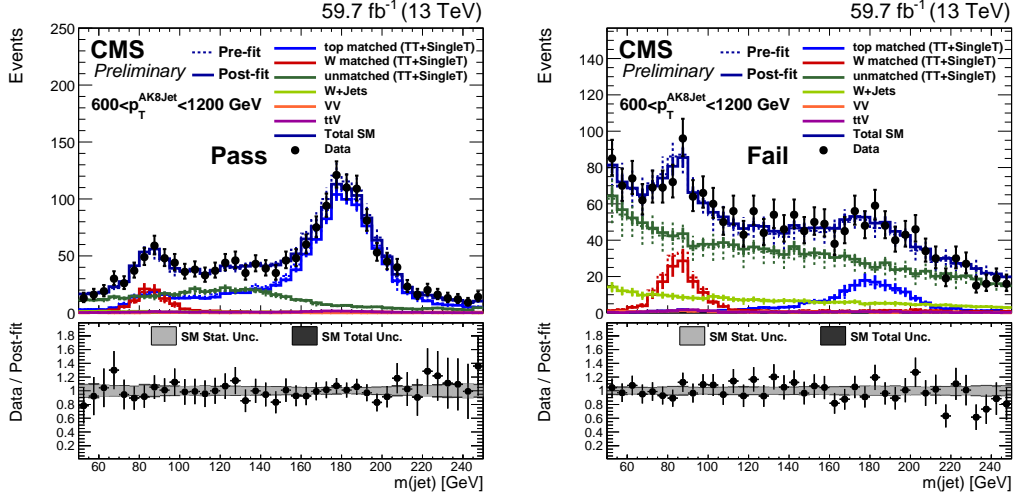 59.7 fb⁻¹ (13 TeV)
Events
250
200
150
100
50
0
CMS
Preliminary
Pre-fit
Post-fit
600<p_T^AK8Jet<1200 GeV
Pass
top matched (TT+SingleT)
W matched (TT+SingleT)
unmatched (TT+SingleT)
W+Jets
VV
ttV
Total SM
Data
Data / Post-fit
1.8
1.6
1.4
1.2
1.0
0.8
0.6
0.4
0.2
SM Stat. Unc.
SM Total Unc.
60 80 100 120 140 160 180 200 220 240
m(jet) [GeV]
59.7 fb⁻¹ (13 TeV)
Events
140
120
100
80
60
40
20
0
CMS
Preliminary
Pre-fit
Post-fit
600<p_T^AK8Jet<1200 GeV
Fail
top matched (TT+SingleT)
W matched (TT+SingleT)
unmatched (TT+SingleT)
W+Jets
VV
ttV
Total SM
Data
Data / Post-fit
1.8
1.6
1.4
1.2
1.0
0.8
0.6
0.4
0.2
SM Stat. Unc.
SM Total Unc.
60 80 100 120 140 160 180 200 220 240
m(jet) [GeV]